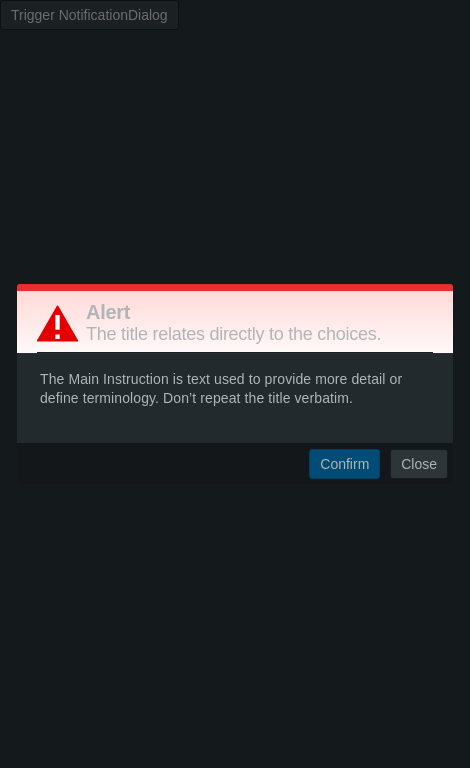 Trigger NotificationDialog
Alert
The title relates directly to the choices.
The Main Instruction is text used to provide more detail or
define terminology. Don’t repeat the title verbatim.
Confirm
Close